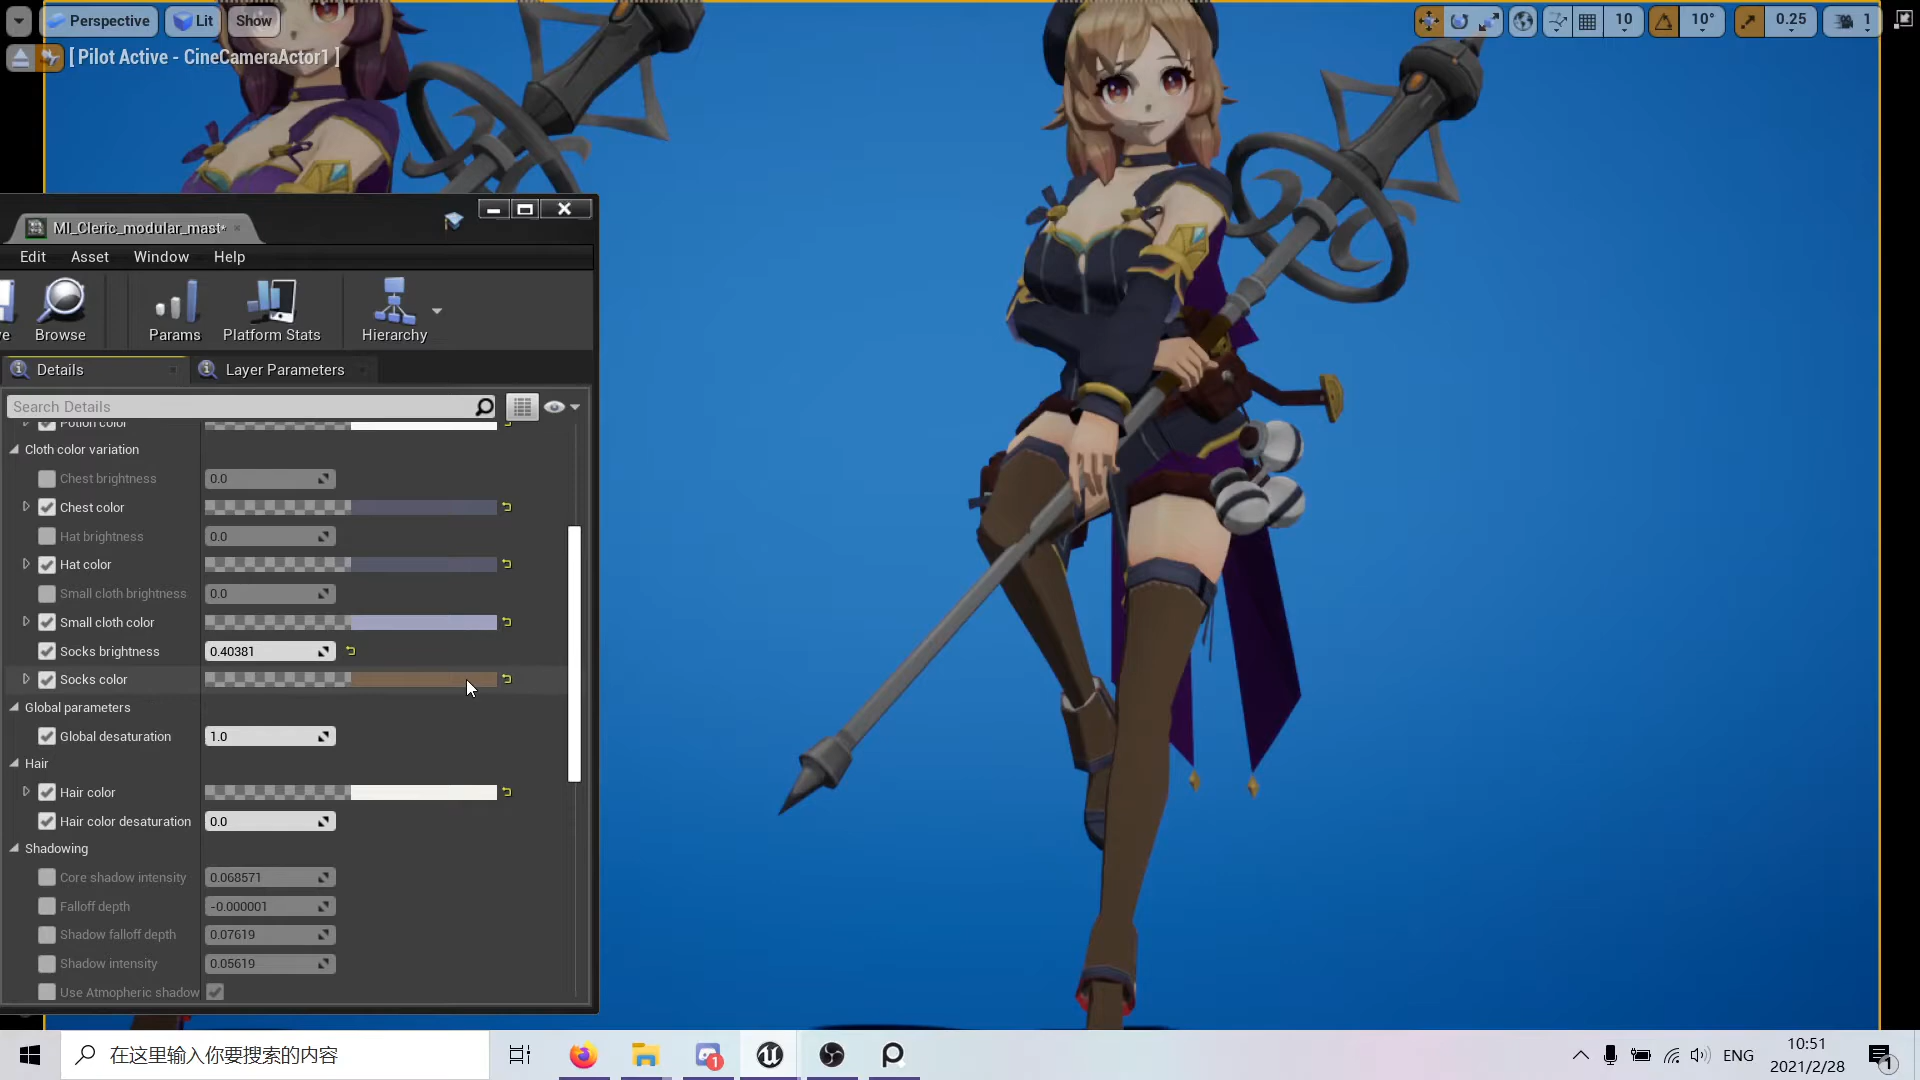 Perspective Lit Show 10 10° 0.25 1
[ Pilot Active - CineCameraActor1 ]
MI_Cleric_modular_mast*
Edit Asset Window Help
Browse Params Platform Stats Hierarchy
Details Layer Parameters
Search Details
Potion color
Cloth color variation
Chest brightness 0.0
Chest color
Hat brightness 0.0
Hat color
Small cloth brightness 0.0
Small cloth color
Socks brightness 0.40381
Socks color
Global parameters
Global desaturation 1.0
Hair
Hair color
Hair color desaturation 0.0
Shadowing
Core shadow intensity 0.068571
Falloff depth -0.000001
Shadow falloff depth 0.07619
Shadow intensity 0.05619
Use Atmopheric shadow
在这里输入你要搜索的内容 1 ENG 10:51 1
2021/2/28